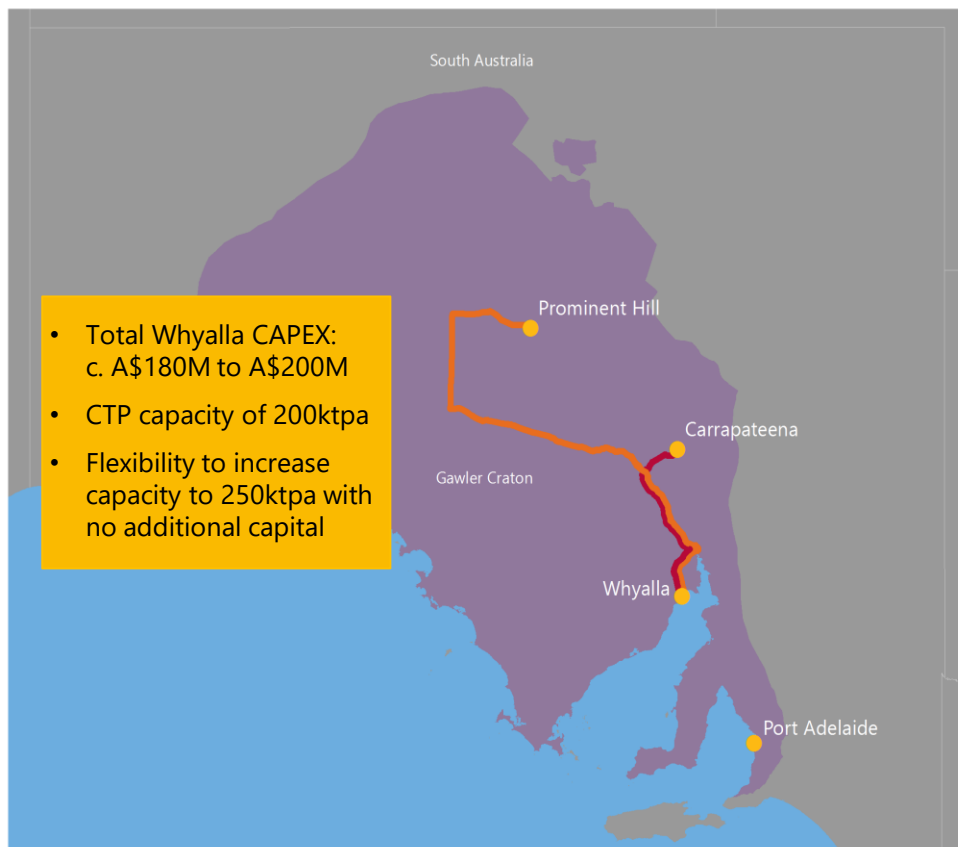 South Australia
Prominent Hill
• Total Whyalla CAPEX:
c. A$180M to A$200M
• CTP capacity of 200ktpa
• Flexibility to increase
capacity to 250ktpa with
no additional capital
Carrapateena
Gawler Craton
Whyalla
Port Adelaide